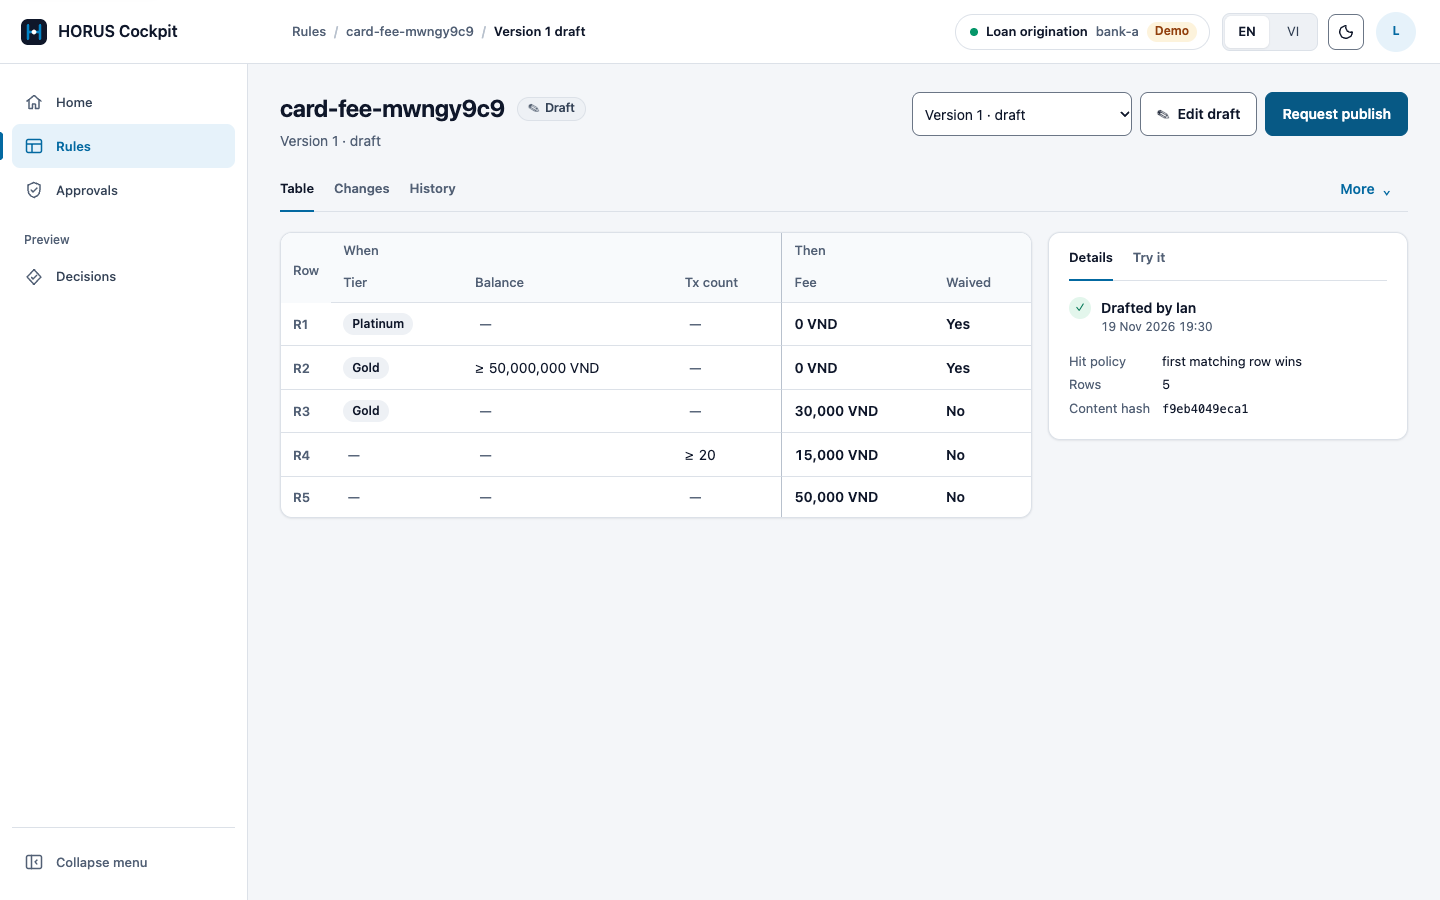 HORUS Cockpit
Rules / card-fee-mwngy9c9 / Version 1 draft
Loan origination bank-a Demo
EN VI
L
Home
Rules
Approvals
Preview
Decisions
Collapse menu
card-fee-mwngy9c9 Draft
Version 1 · draft
Version 1 · draft
Edit draft
Request publish
Table Changes History
More
Row When Then
Tier Balance Tx count Fee Waived
R1 Platinum — — 0 VND Yes
R2 Gold ≥ 50,000,000 VND — 0 VND Yes
R3 Gold — — 30,000 VND No
R4 — — ≥ 20 15,000 VND No
R5 — — — 50,000 VND No
Details Try it
Drafted by lan
19 Nov 2026 19:30
Hit policy first matching row wins
Rows 5
Content hash f9eb4049eca1